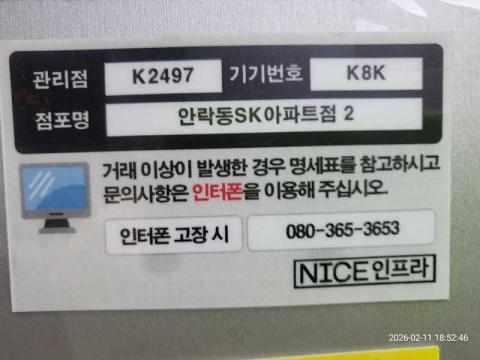 관리점 K2497 기기번호 K8K
점포명 안락동SK아파트점 2
거래 이상이 발생한 경우 명세표를 참고하시고
문의사항은 인터폰을 이용해 주십시오.
인터폰 고장 시 080-365-3653
NICE인프라
2026-02-11 18:52:46